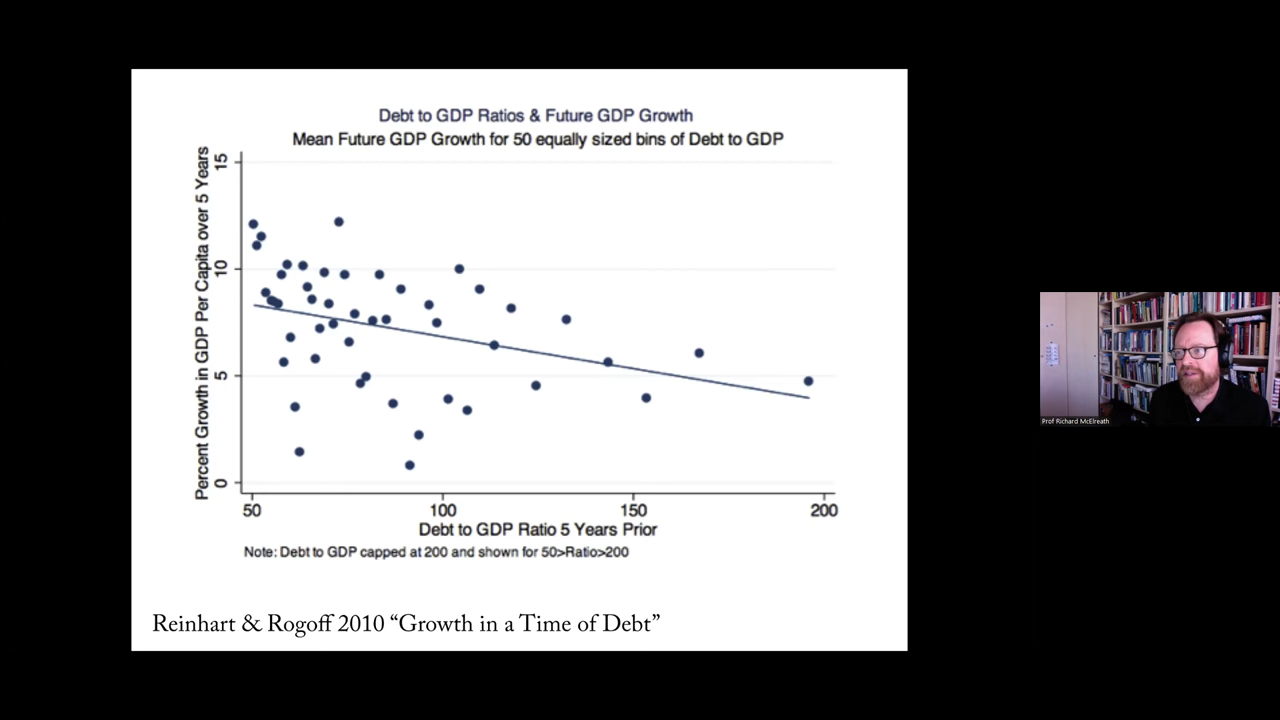 Debt to GDP Ratios & Future GDP Growth
Mean Future GDP Growth for 50 equally sized bins of Debt to GDP
Percent Growth in GDP Per Capita over 5 Years
15
10
5
0
50 100 150 200
Debt to GDP Ratio 5 Years Prior
Note: Debt to GDP capped at 200 and shown for 50>Ratio>200
Reinhart & Rogoff 2010 “Growth in a Time of Debt”
Prof Richard McElreath